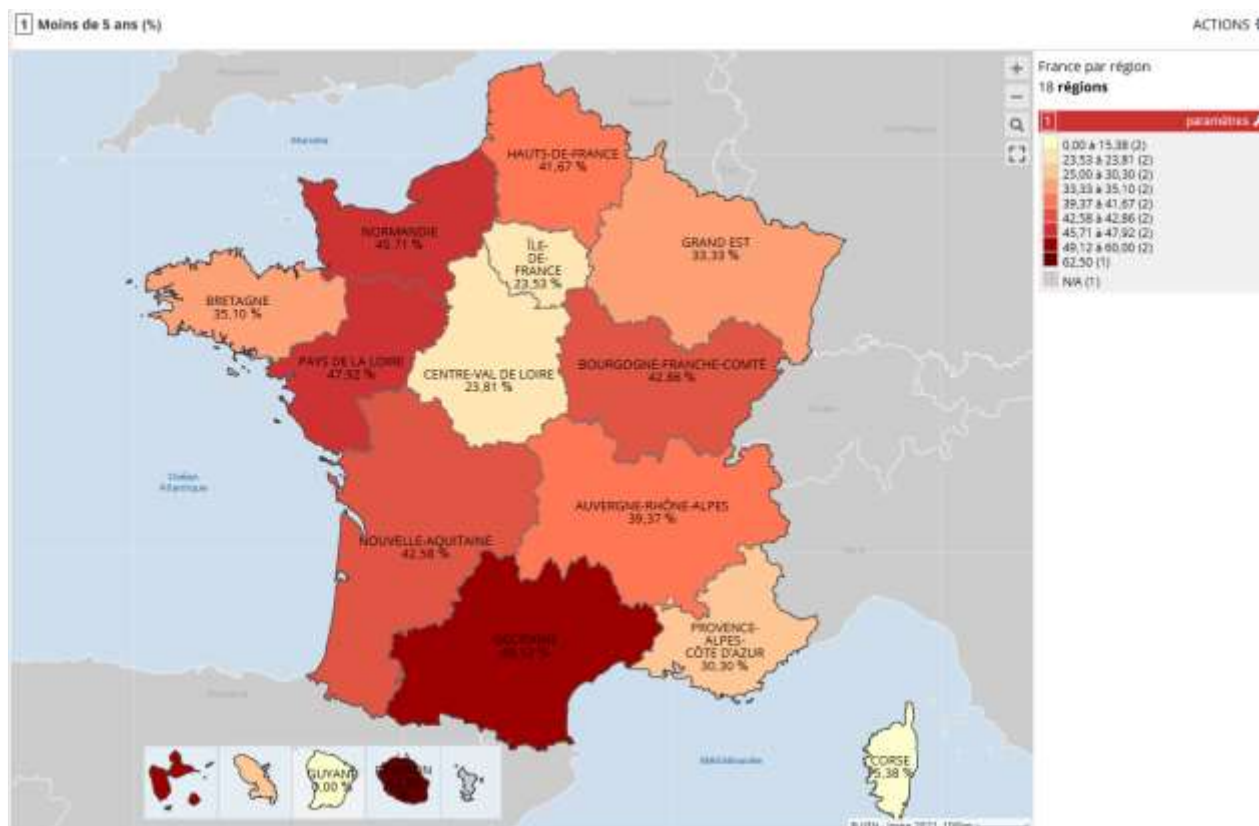 1 Moins de 5 ans (%)
ACTIONS
France par région
18 régions
1 paramètres
0,00 à 15,38 (2)
23,53 à 23,81 (2)
25,00 à 30,30 (2)
33,33 à 35,10 (2)
39,37 à 41,67 (2)
42,58 à 42,86 (2)
45,71 à 47,92 (2)
49,12 à 60,00 (2)
62,50 (1)
N/A (1)
HAUTS-DE-FRANCE
41,67 %
NORMANDIE
45,71 %
ÎLE-
DE-
FRANCE
23,53 %
GRAND EST
33,33 %
BRETAGNE
35,10 %
PAYS DE LA LOIRE
47,92 %
CENTRE-VAL DE LOIRE
23,81 %
BOURGOGNE-FRANCHE-COMTÉ
42,86 %
Océan
Atlantique
AUVERGNE-RHÔNE-ALPES
39,37 %
NOUVELLE-AQUITAINE
42,58 %
OCCITANIE
PROVENCE-
ALPES-
CÔTE D'AZUR
30,30 %
CORSE
15,38 %
GUYANE
0,00 %